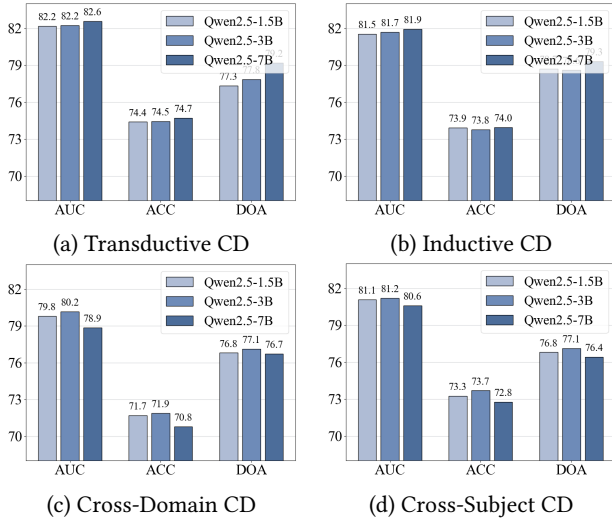 82
79
76
73
70
82.2 82.2 82.6
74.4 74.5 74.7
77.3 77.8 79.2
Qwen2.5-1.5B
Qwen2.5-3B
Qwen2.5-7B
AUC ACC DOA
(a) Transductive CD
82
79
76
73
70
81.5 81.7 81.9
73.9 73.8 74.0
79.3
Qwen2.5-1.5B
Qwen2.5-3B
Qwen2.5-7B
AUC ACC DOA
(b) Inductive CD
82
79
76
73
70
79.8 80.2 78.9
71.7 71.9 70.8
76.8 77.1 76.7
Qwen2.5-1.5B
Qwen2.5-3B
Qwen2.5-7B
AUC ACC DOA
(c) Cross-Domain CD
82
79
76
73
70
81.1 81.2 80.6
73.3 73.7 72.8
76.8 77.1 76.4
Qwen2.5-1.5B
Qwen2.5-3B
Qwen2.5-7B
AUC ACC DOA
(d) Cross-Subject CD